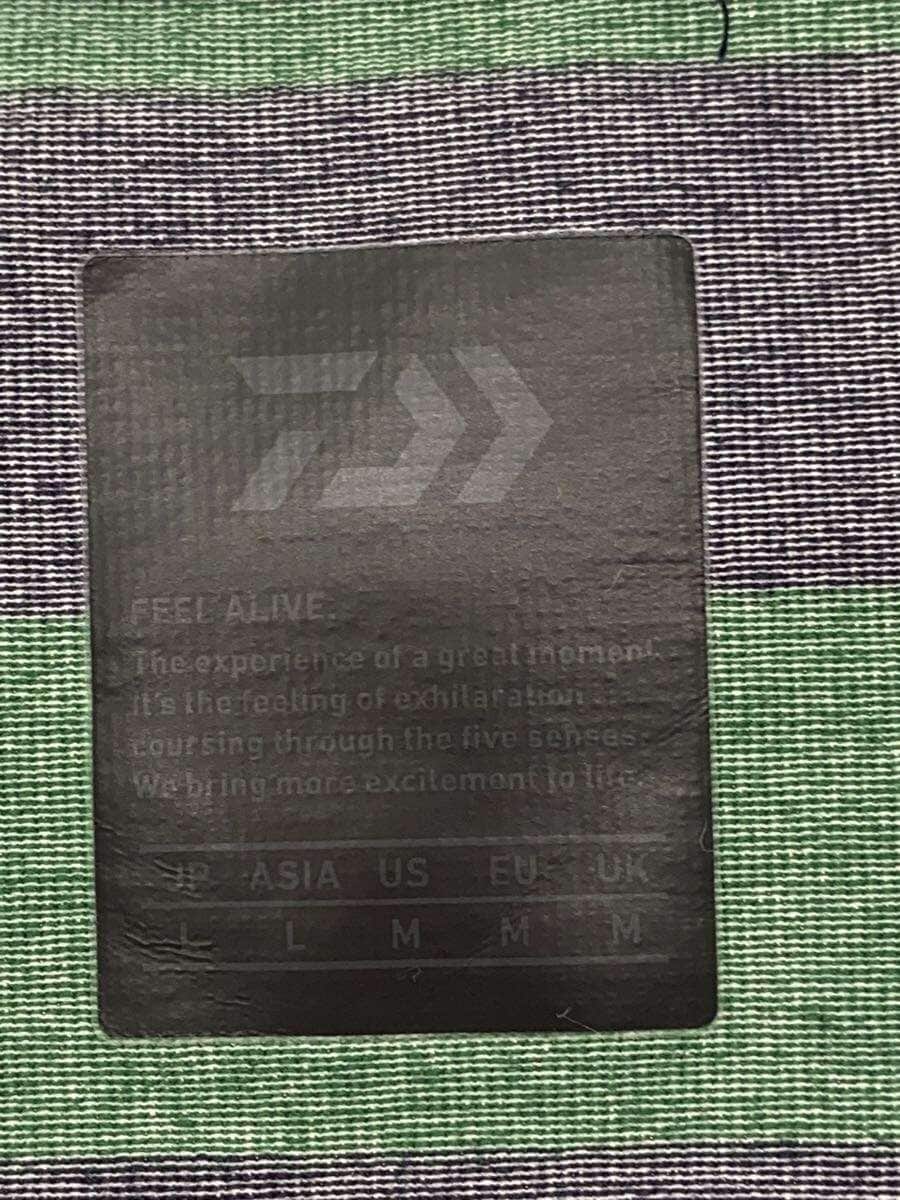 FEEL ALIVE.
The experience of a great moment.
It's the feeling of exhilaration
coursing through the five senses.
We bring more excitement to life.
JP ASIA US EU UK
L L M M M